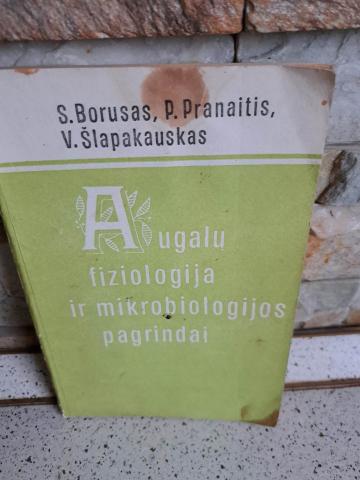 S.Borusas, P.Pranaitis,
V.Šlapakauskas
Augalų
fiziologija
ir mikrobiologijos
pagrindai